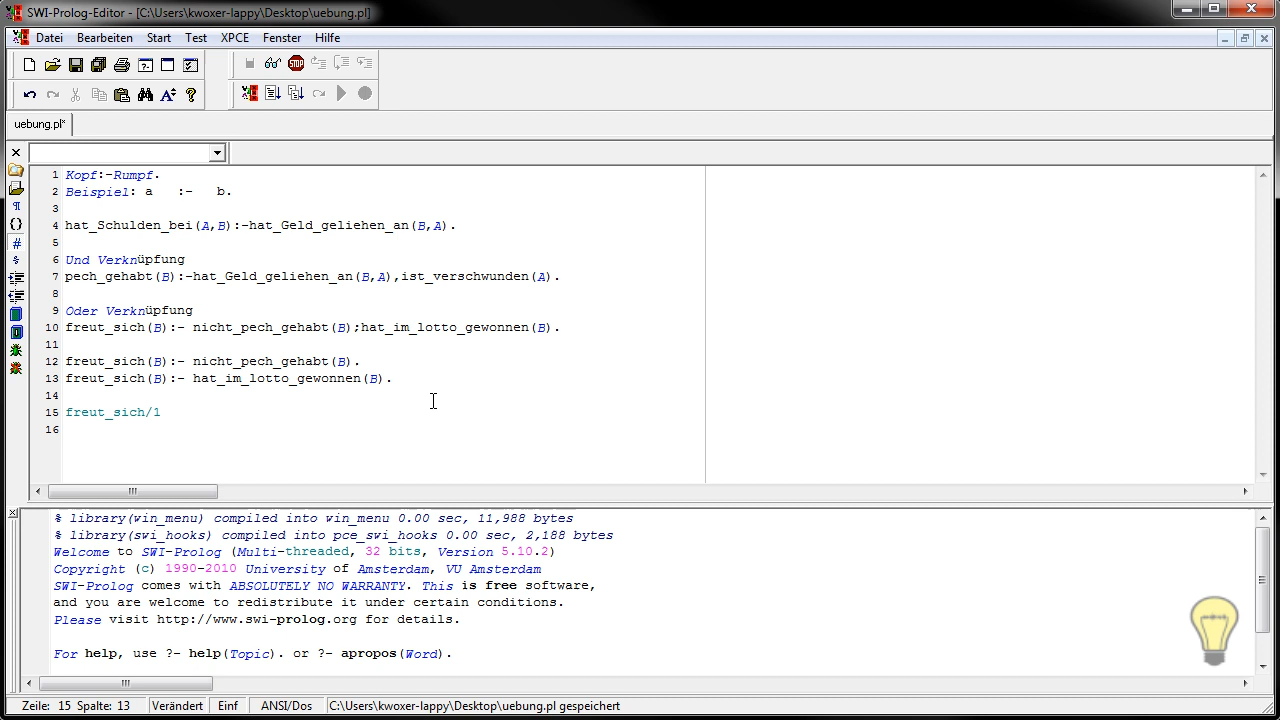 SWI-Prolog-Editor - [C:\Users\kwoxer-lappy\Desktop\uebung.pl]
Datei Bearbeiten Start Test XPCE Fenster Hilfe
uebung.pl*
1 Kopf:-Rumpf.
2 Beispiel: a   :-   b.
3
4 hat_Schulden_bei(A,B):-hat_Geld_geliehen_an(B,A).
5
6 Und Verknüpfung
7 pech_gehabt(B):-hat_Geld_geliehen_an(B,A),ist_verschwunden(A).
8
9 Oder Verknüpfung
10 freut_sich(B):- nicht_pech_gehabt(B);hat_im_lotto_gewonnen(B).
11
12 freut_sich(B):- nicht_pech_gehabt(B).
13 freut_sich(B):- hat_im_lotto_gewonnen(B).
14
15 freut_sich/1
16
% library(win_menu) compiled into win_menu 0.00 sec, 11,988 bytes
% library(swi_hooks) compiled into pce_swi_hooks 0.00 sec, 2,188 bytes
Welcome to SWI-Prolog (Multi-threaded, 32 bits, Version 5.10.2)
Copyright (c) 1990-2010 University of Amsterdam, VU Amsterdam
SWI-Prolog comes with ABSOLUTELY NO WARRANTY. This is free software,
and you are welcome to redistribute it under certain conditions.
Please visit http://www.swi-prolog.org for details.
For help, use ?- help(Topic). or ?- apropos(Word).
Zeile: 15 Spalte: 13 Verändert Einf ANSI/Dos C:\Users\kwoxer-lappy\Desktop\uebung.pl gespeichert